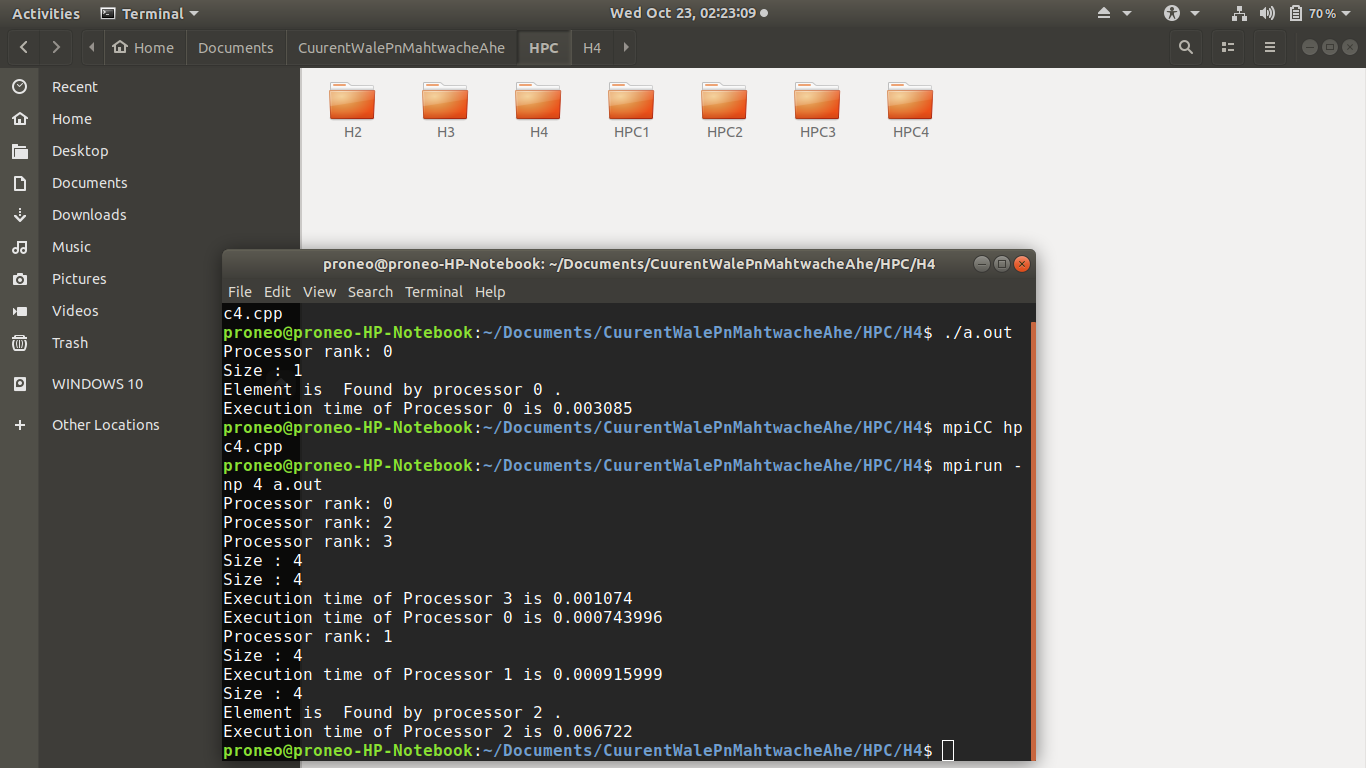 Activities Terminal Wed Oct 23, 02:23:09 70 %
Home Documents CuurentWalePnMahtwacheAhe HPC H4
Recent
Home
Desktop
Documents
Downloads
Music
Pictures
Videos
Trash
WINDOWS 10
Other Locations
H2 H3 H4 HPC1 HPC2 HPC3 HPC4
proneo@proneo-HP-Notebook: ~/Documents/CuurentWalePnMahtwacheAhe/HPC/H4
File Edit View Search Terminal Help
c4.cpp
proneo@proneo-HP-Notebook:~/Documents/CuurentWalePnMahtwacheAhe/HPC/H4$ ./a.out
Processor rank: 0
Size : 1
Element is  Found by processor 0 .
Execution time of Processor 0 is 0.003085
proneo@proneo-HP-Notebook:~/Documents/CuurentWalePnMahtwacheAhe/HPC/H4$ mpiCC hp
c4.cpp
proneo@proneo-HP-Notebook:~/Documents/CuurentWalePnMahtwacheAhe/HPC/H4$ mpirun -
np 4 a.out
Processor rank: 0
Processor rank: 2
Processor rank: 3
Size : 4
Size : 4
Execution time of Processor 3 is 0.001074
Execution time of Processor 0 is 0.000743996
Processor rank: 1
Size : 4
Execution time of Processor 1 is 0.000915999
Size : 4
Element is  Found by processor 2 .
Execution time of Processor 2 is 0.006722
proneo@proneo-HP-Notebook:~/Documents/CuurentWalePnMahtwacheAhe/HPC/H4$